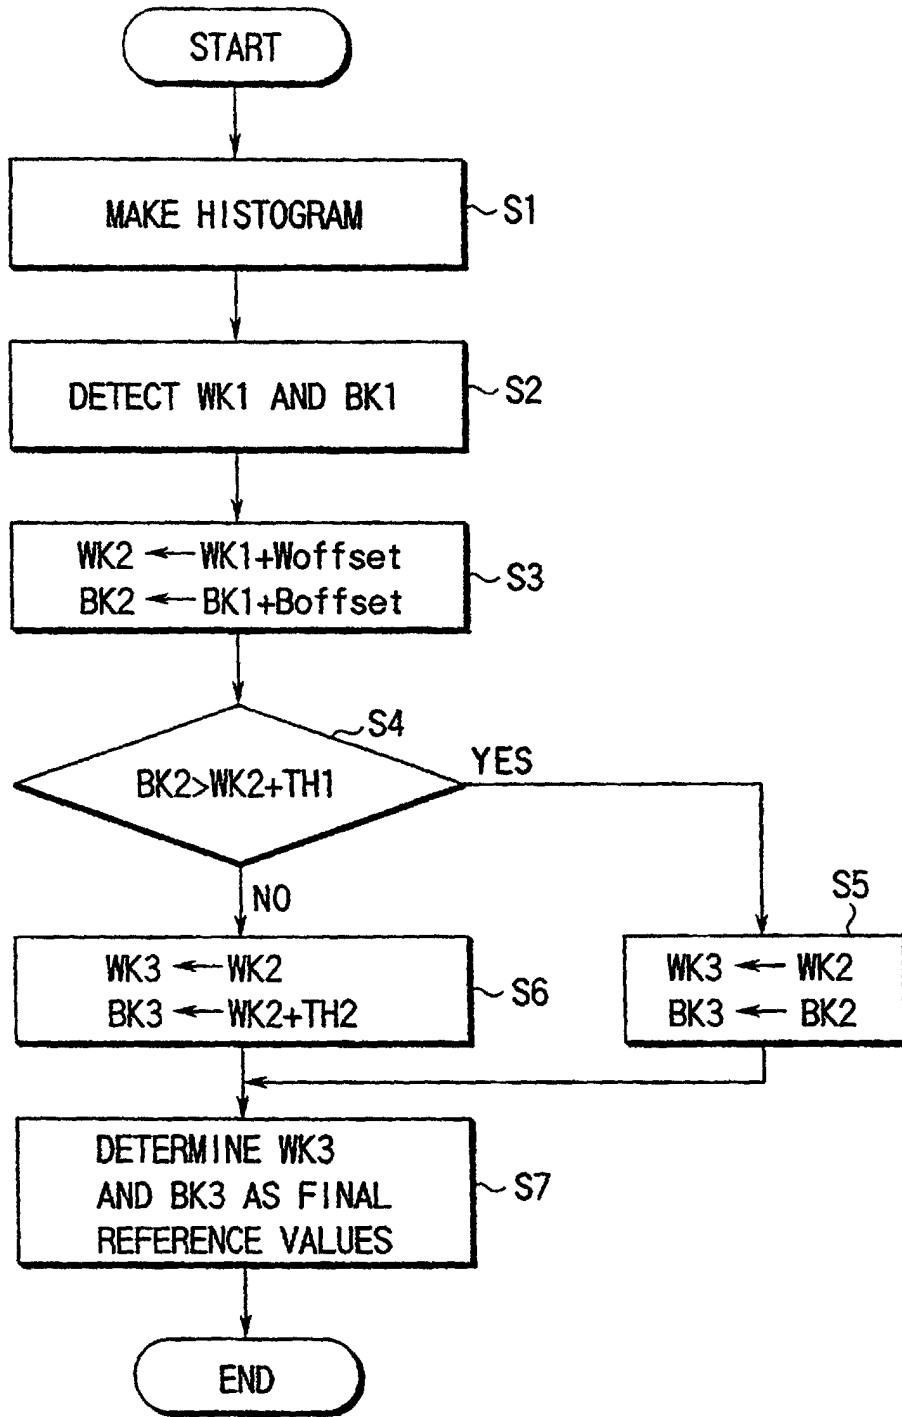 START
MAKE HISTOGRAM
S1
DETECT WK1 AND BK1
S2
WK2 ← WK1+Woffset
BK2 ← BK1+Boffset
S3
S4
BK2>WK2+TH1
YES
NO
S5
WK3 ← WK2
BK3 ← WK2+TH2
S6
WK3 ← WK2
BK3 ← BK2
DETERMINE WK3
AND BK3 AS FINAL
REFERENCE VALUES
S7
END